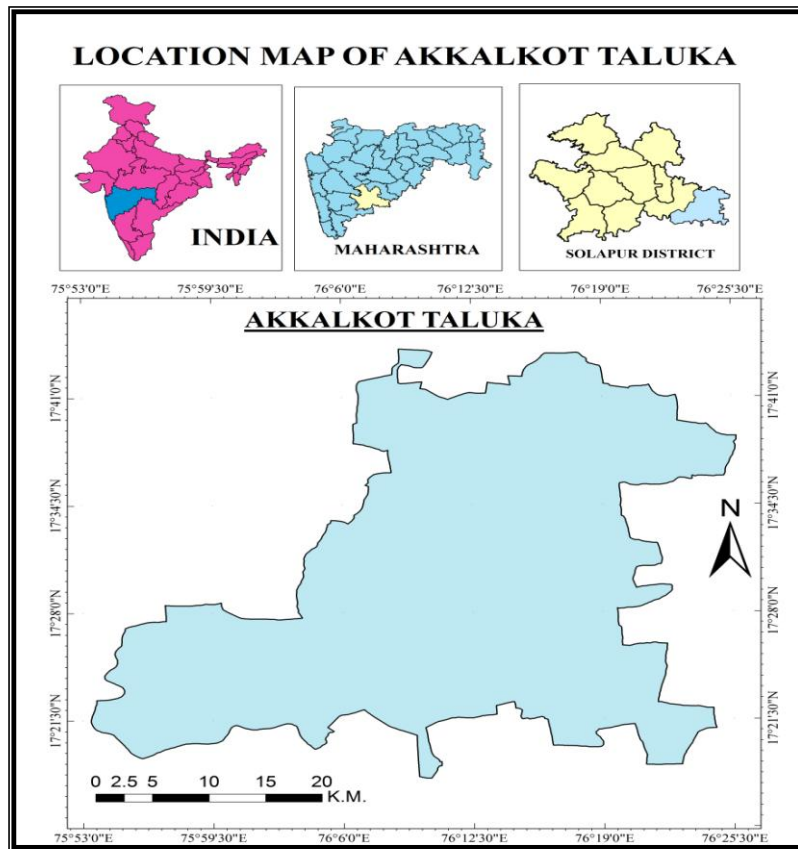 LOCATION MAP OF AKKALKOT TALUKA
INDIA
MAHARASHTRA
SOLAPUR DISTRICT
75°53'0"E 75°59'30"E 76°6'0"E 76°12'30"E 76°19'0"E 76°25'30"E
AKKALKOT TALUKA
17°41'0"N 17°41'0"N
17°34'30"N 17°34'30"N
N
17°28'0"N 17°28'0"N
17°21'30"N 17°21'30"N
0 2.5 5 10 15 20
K.M.
75°53'0"E 75°59'30"E 76°6'0"E 76°12'30"E 76°19'0"E 76°25'30"E